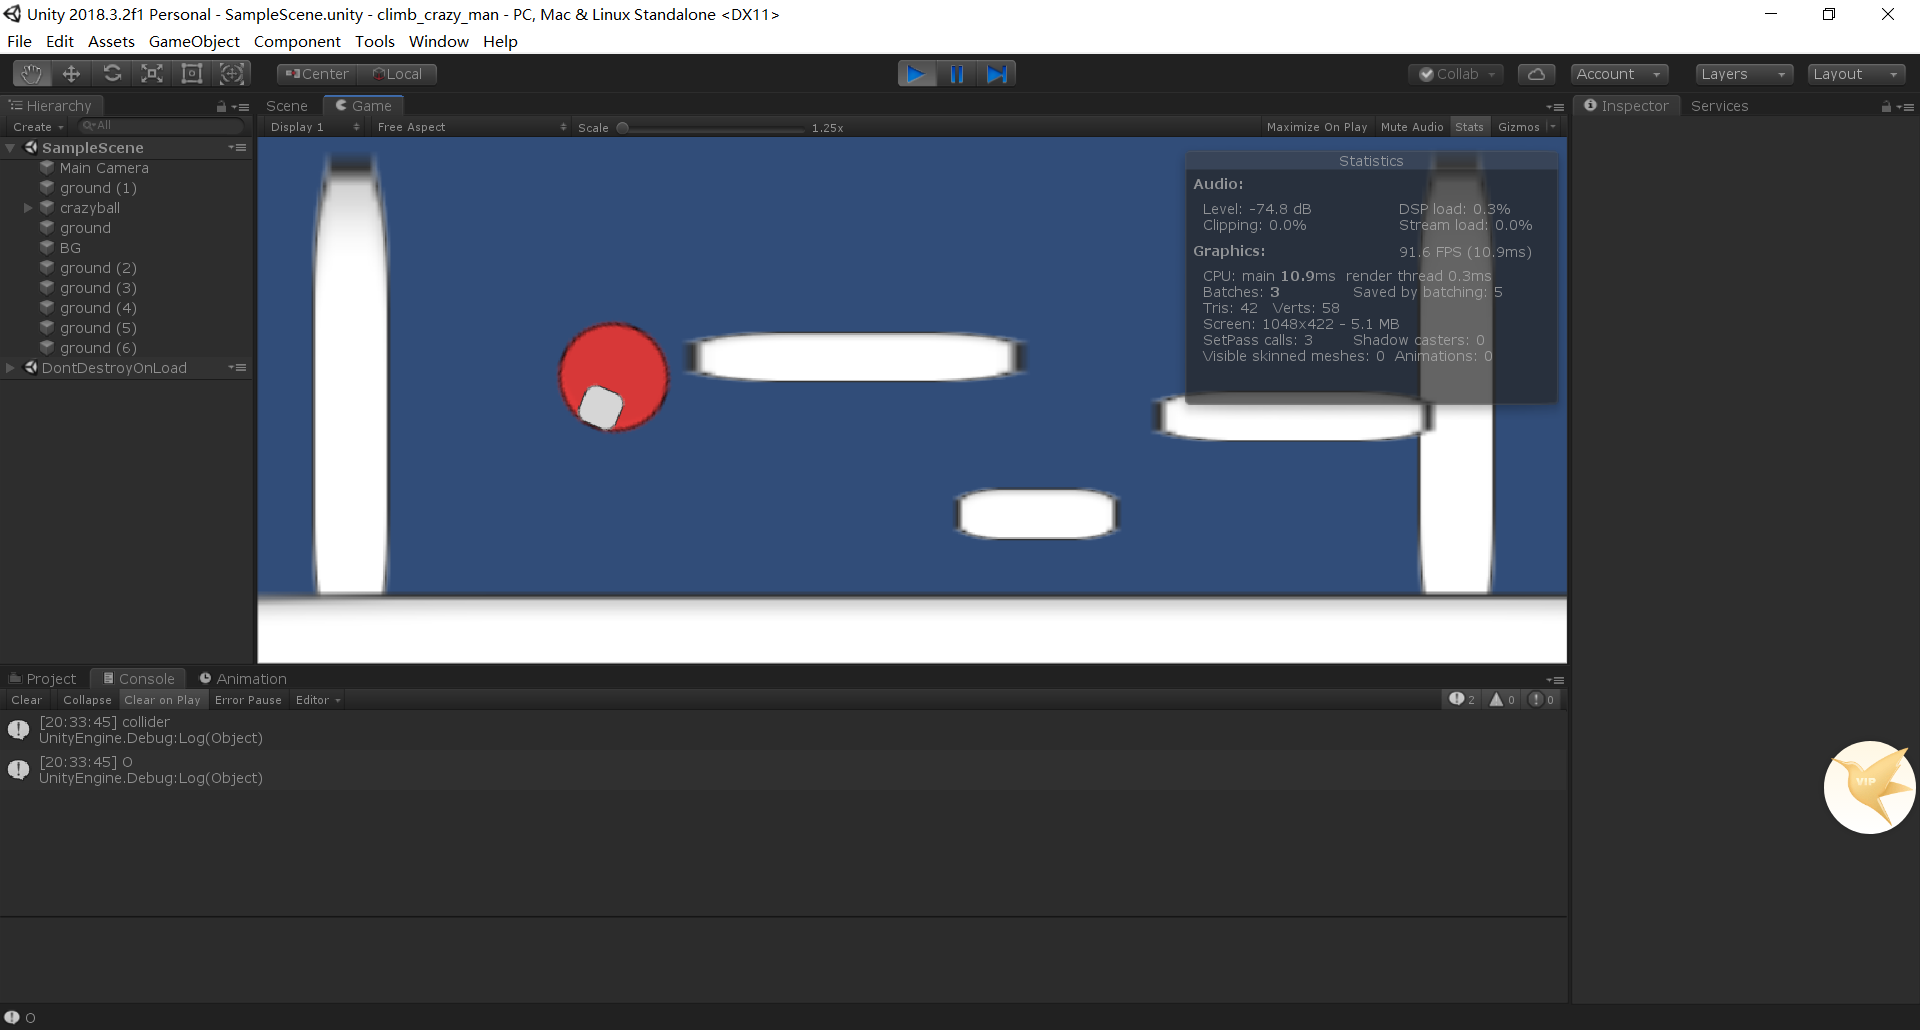 Unity 2018.3.2f1 Personal - SampleScene.unity - climb_crazy_man - PC, Mac & Linux Standalone <DX11>
File Edit Assets GameObject Component Tools Window Help
Center Local Collab Account Layers Layout
Hierarchy Scene Game Inspector Services
Create All Display 1 Free Aspect Scale 1.25x Maximize On Play Mute Audio Stats Gizmos
SampleScene
Main Camera
ground (1)
crazyball
ground
BG
ground (2)
ground (3)
ground (4)
ground (5)
ground (6)
DontDestroyOnLoad
Statistics
Audio:
Level: -74.8 dB DSP load: 0.3%
Clipping: 0.0% Stream load: 0.0%
Graphics: 91.6 FPS (10.9ms)
CPU: main 10.9ms render thread 0.3ms
Batches: 3 Saved by batching: 5
Tris: 42 Verts: 58
Screen: 1048x422 - 5.1 MB
SetPass calls: 3 Shadow casters: 0
Visible skinned meshes: 0 Animations: 0
Project Console Animation
Clear Collapse Clear on Play Error Pause Editor 2 0 0
[20:33:45] collider
UnityEngine.Debug:Log(Object)
[20:33:45] O
UnityEngine.Debug:Log(Object)
VIP
O